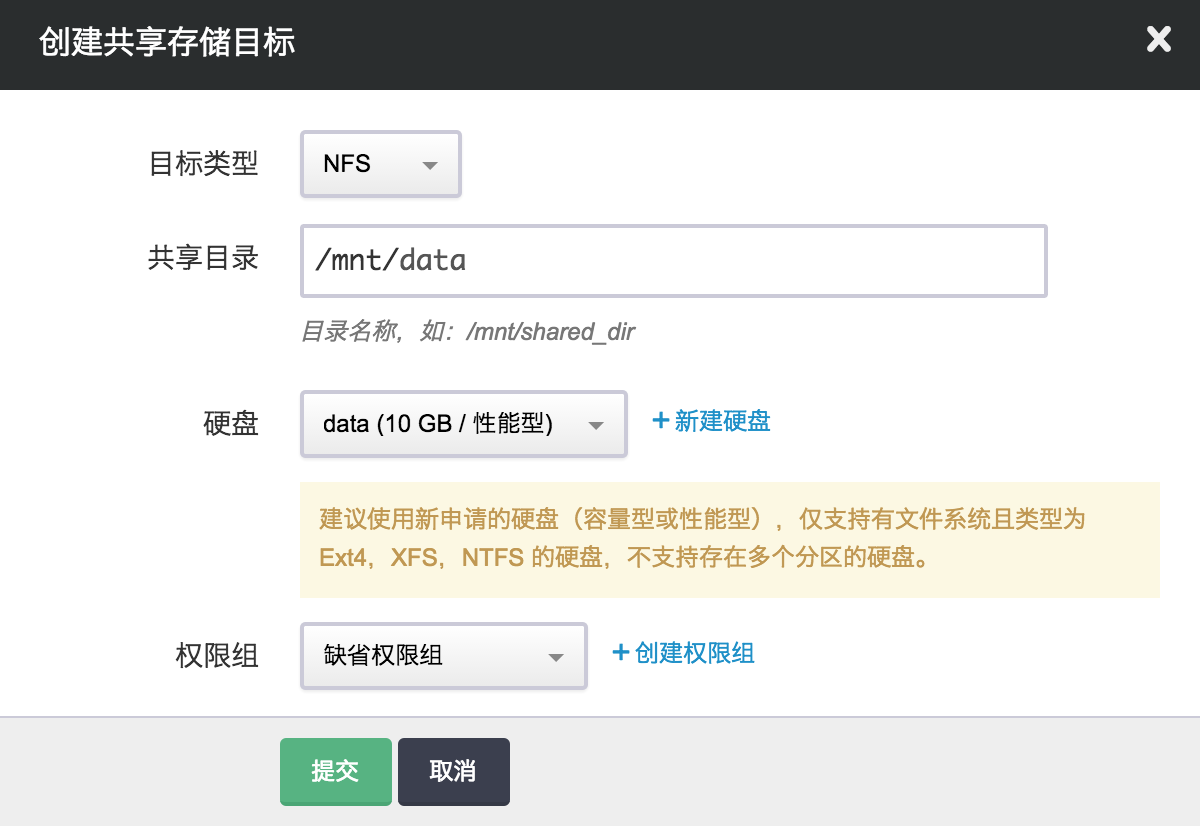 创建共享存储目标
目标类型
NFS
共享目录
/mnt/data
目录名称，如：/mnt/shared_dir
硬盘
data (10 GB / 性能型)
+ 新建硬盘
建议使用新申请的硬盘（容量型或性能型），仅支持有文件系统且类型为
Ext4，XFS，NTFS 的硬盘，不支持存在多个分区的硬盘。
权限组
缺省权限组
+ 创建权限组
提交
取消